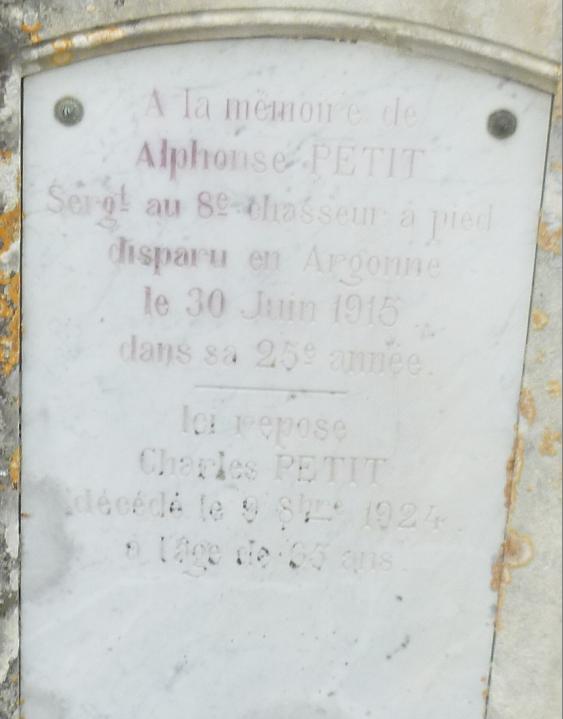 A la mémoire de
Alphonse PETIT
Sergt au 8e chasseur à pied
disparu en Argonne
le 30 Juin 1915
dans sa 25e année.
Ici repose
Charles PETIT
décédé le 9 8bre 1924
à l'âge de 65 ans.